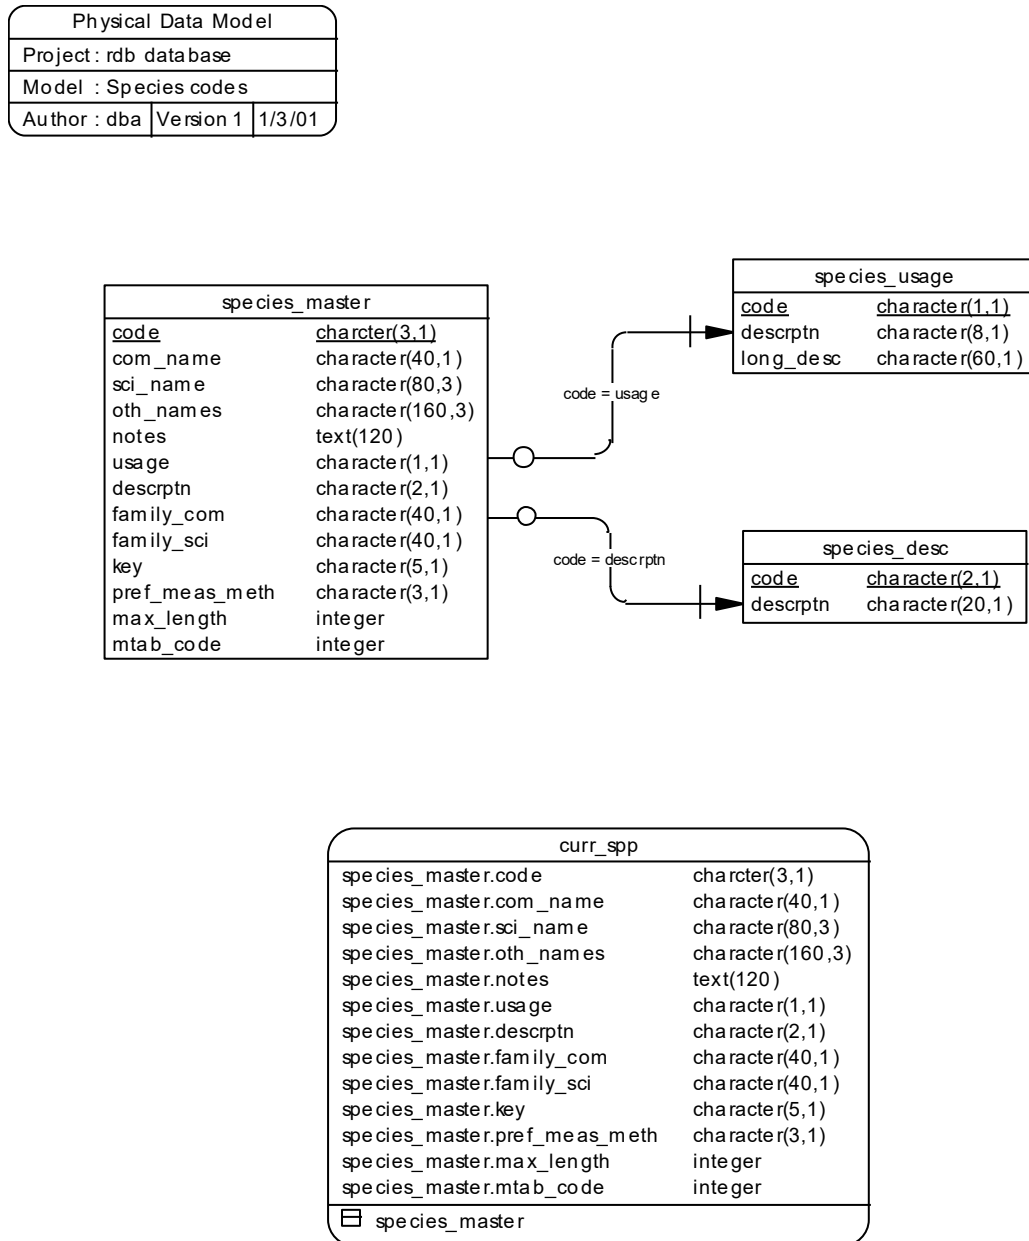 Physical Data Model
Project : rdb database
Model : Species codes
Author : dba Version 1 1/3/01
species_usage
code character(1,1)
descrptn character(8,1)
long_desc character(60,1)
species_master
code charcter(3,1)
com_name character(40,1)
sci_name character(80,3)
oth_names character(160,3)
notes text(120)
usage character(1,1)
descrptn character(2,1)
family_com character(40,1)
family_sci character(40,1)
key character(5,1)
pref_meas_meth character(3,1)
max_length integer
mtab_code integer
code = usage
code = descrptn
species_desc
code character(2,1)
descrptn character(20,1)
curr_spp
species_master.code charcter(3,1)
species_master.com_name character(40,1)
species_master.sci_name character(80,3)
species_master.oth_names character(160,3)
species_master.notes text(120)
species_master.usage character(1,1)
species_master.descrptn character(2,1)
species_master.family_com character(40,1)
species_master.family_sci character(40,1)
species_master.key character(5,1)
species_master.pref_meas_meth character(3,1)
species_master.max_length integer
species_master.mtab_code integer
species_master